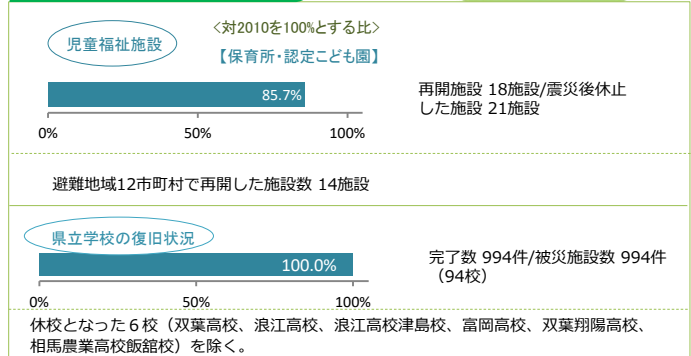 <対2010を100%とする比>
児童福祉施設
【保育所・認定こども園】
85.7%
0% 50% 100%
再開施設 18施設/震災後休止
した施設 21施設
避難地域12市町村で再開した施設数 14施設
県立学校の復旧状況
100.0%
0% 50% 100%
完了数 994件/被災施設数 994件
（94校）
休校となった６校（双葉高校、浪江高校、浪江高校津島校、富岡高校、双葉翔陽高校、
相馬農業高校飯舘校）を除く。